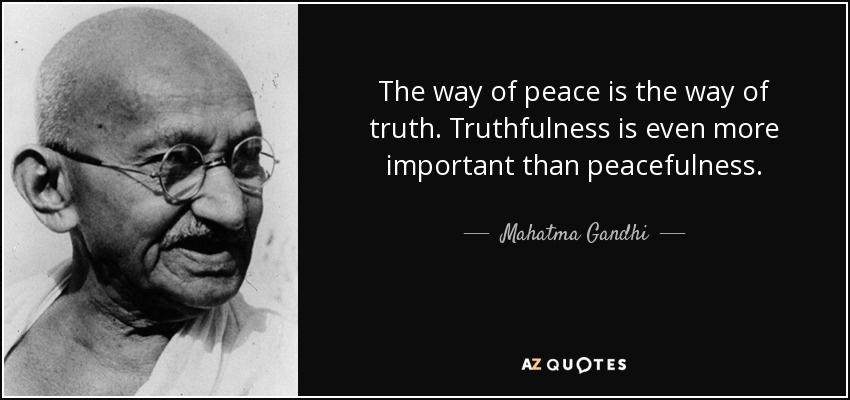 The way of peace is the way of
truth. Truthfulness is even more
important than peacefulness.
Mahatma Gandhi
AZ QUOTES